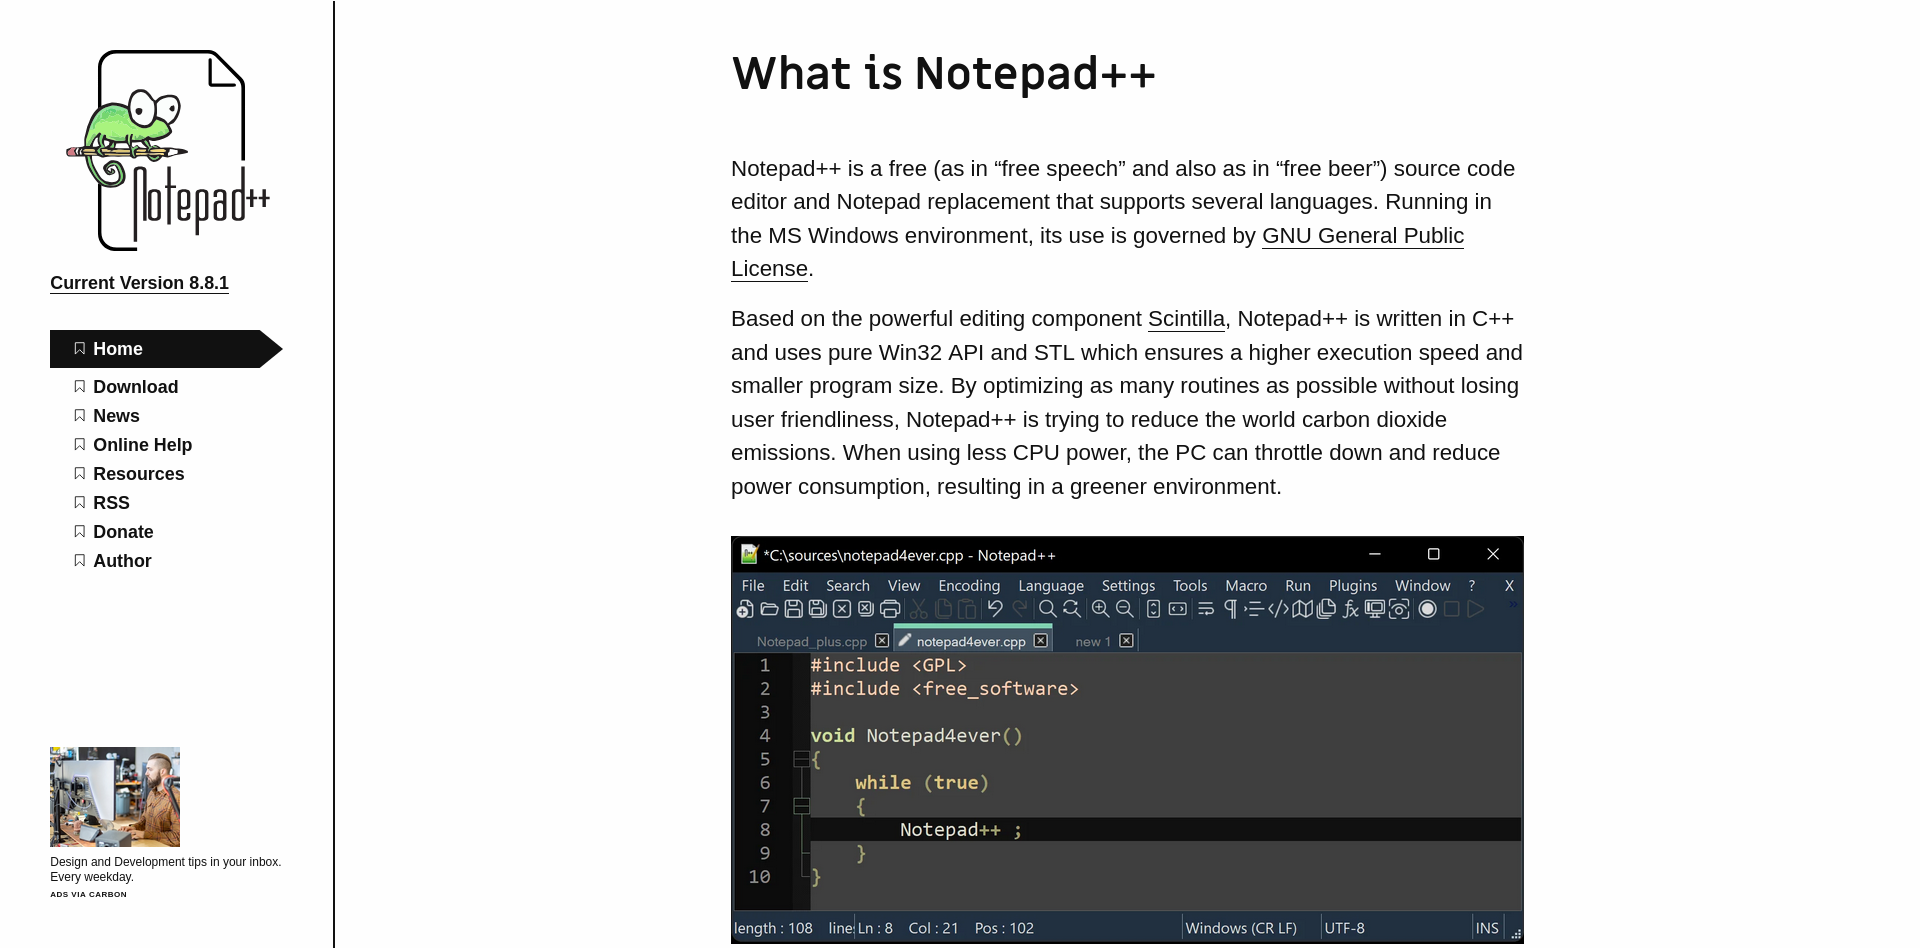 Notepad++
Current Version 8.8.1
Home
Download
News
Online Help
Resources
RSS
Donate
Author
Design and Development tips in your inbox.
Every weekday.
ADS VIA CARBON
What is Notepad++
Notepad++ is a free (as in “free speech” and also as in “free beer”) source code
editor and Notepad replacement that supports several languages. Running in
the MS Windows environment, its use is governed by GNU General Public
License.
Based on the powerful editing component Scintilla, Notepad++ is written in C++
and uses pure Win32 API and STL which ensures a higher execution speed and
smaller program size. By optimizing as many routines as possible without losing
user friendliness, Notepad++ is trying to reduce the world carbon dioxide
emissions. When using less CPU power, the PC can throttle down and reduce
power consumption, resulting in a greener environment.
*C:\sources\notepad4ever.cpp - Notepad++
File Edit Search View Encoding Language Settings Tools Macro Run Plugins Window ? X
Notepad_plus.cpp notepad4ever.cpp new 1
1 #include <GPL>
2 #include <free_software>
3
4 void Notepad4ever()
5 {
6 while (true)
7 {
8 Notepad++ ;
9 }
10 }
length : 108 line Ln : 8 Col : 21 Pos : 102 Windows (CR LF) UTF-8 INS